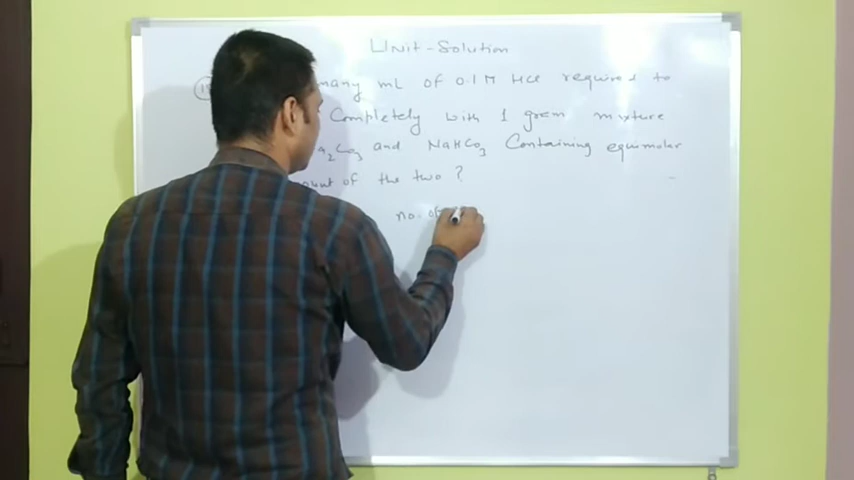 Unit-Solution
many mL of 0.1 M HCl required to
Completely with 1 gram mixture
CO3 and NaHCO3 Containing equimolar
of the two ?
no. of